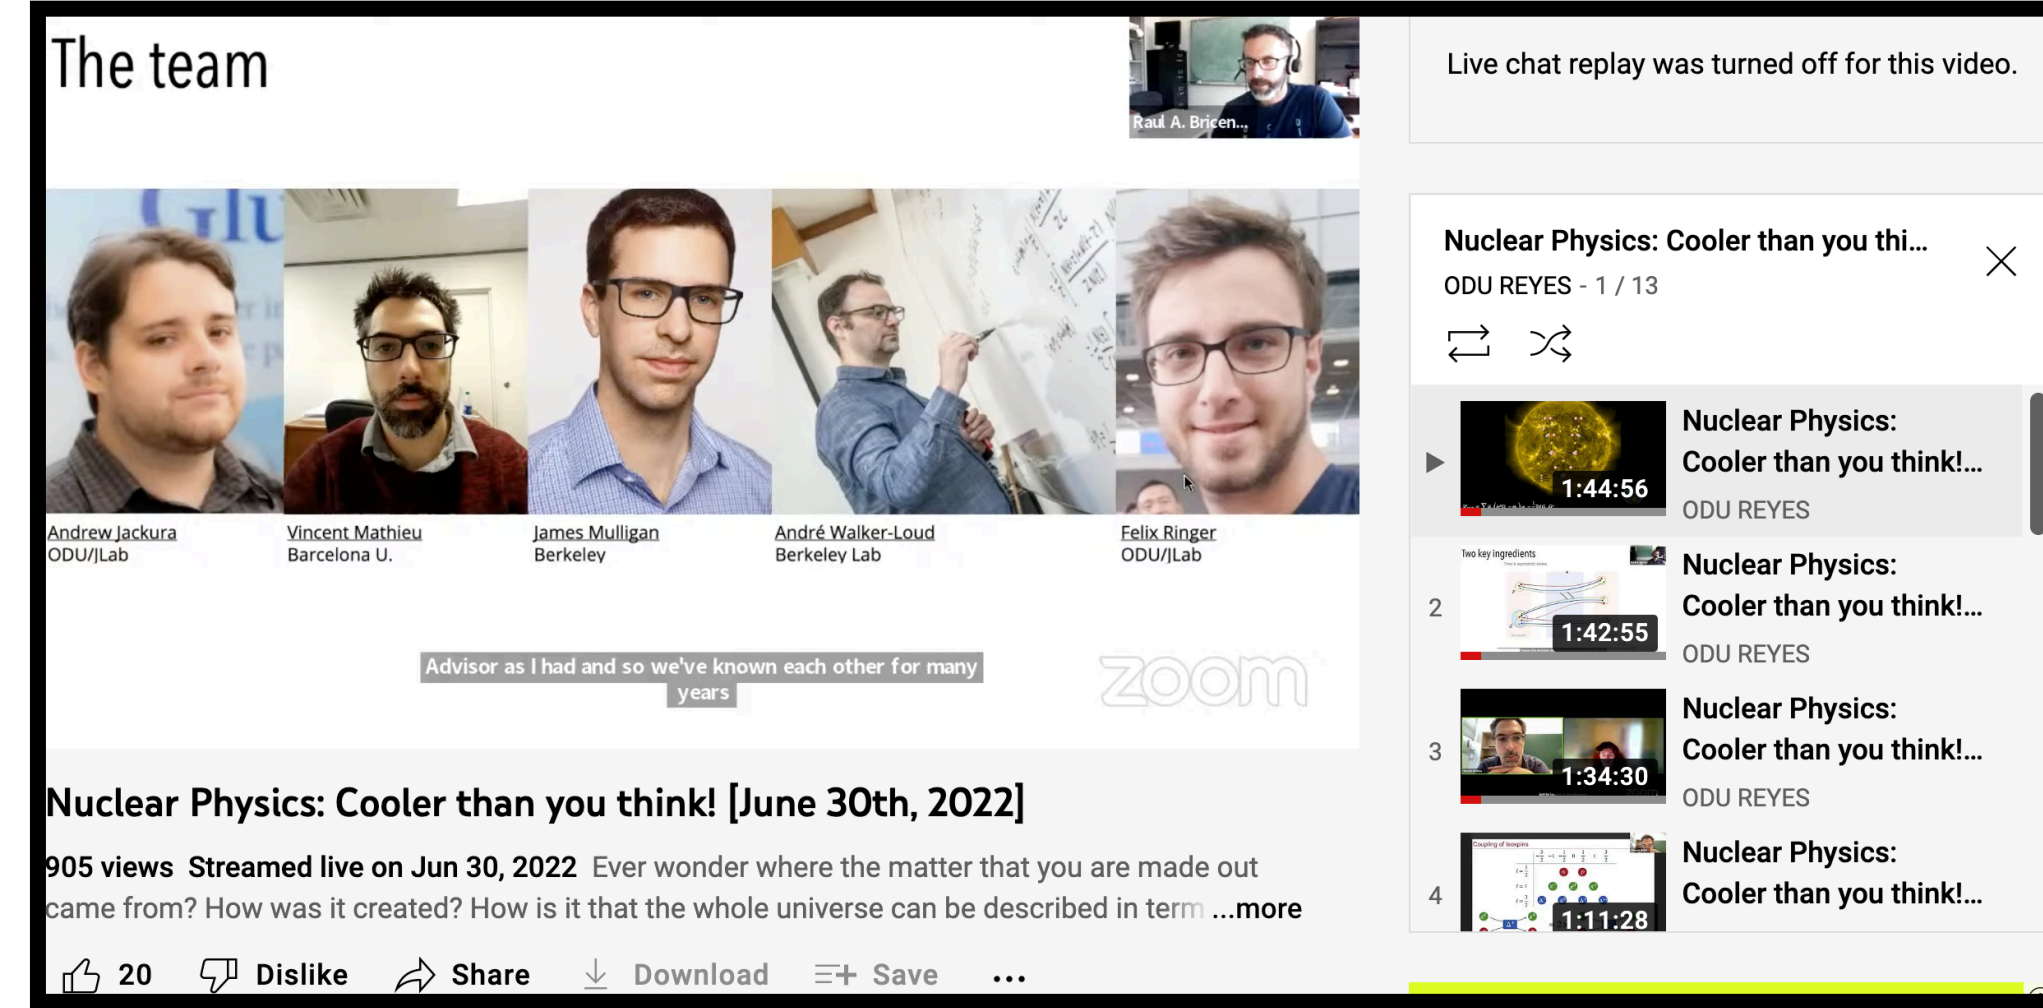 The team
Raul A. Bricen...
Glu
Andrew Jackura
ODU/JLab
Vincent Mathieu
Barcelona U.
James Mulligan
Berkeley
André Walker-Loud
Berkeley Lab
Felix Ringer
ODU/JLab
Advisor as I had and so we've known each other for many
years
zoom
Nuclear Physics: Cooler than you think! [June 30th, 2022]
905 views Streamed live on Jun 30, 2022 Ever wonder where the matter that you are made out
came from? How was it created? How is it that the whole universe can be described in term ...more
20 Dislike Share Download Save ...
Live chat replay was turned off for this video.
Nuclear Physics: Cooler than you thi...
ODU REYES - 1 / 13
1:44:56
Nuclear Physics:
Cooler than you think!...
ODU REYES
2
Two key ingredients
1:42:55
Nuclear Physics:
Cooler than you think!...
ODU REYES
3
1:34:30
Nuclear Physics:
Cooler than you think!...
ODU REYES
4
Coupling of Isospins
1:11:28
Nuclear Physics:
Cooler than you think!...